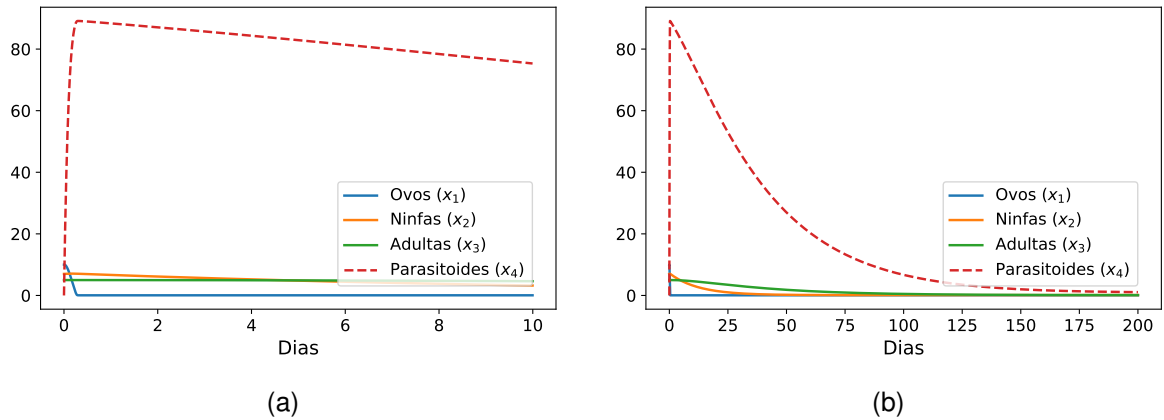 80
60
40
20
0
Ovos (x₁)
Ninfas (x₂)
Adultas (x₃)
Parasitoides (x₄)
0 2 4 6 8 10
Dias
(a)
80
60
40
20
0
Ovos (x₁)
Ninfas (x₂)
Adultas (x₃)
Parasitoides (x₄)
0 25 50 75 100 125 150 175 200
Dias
(b)